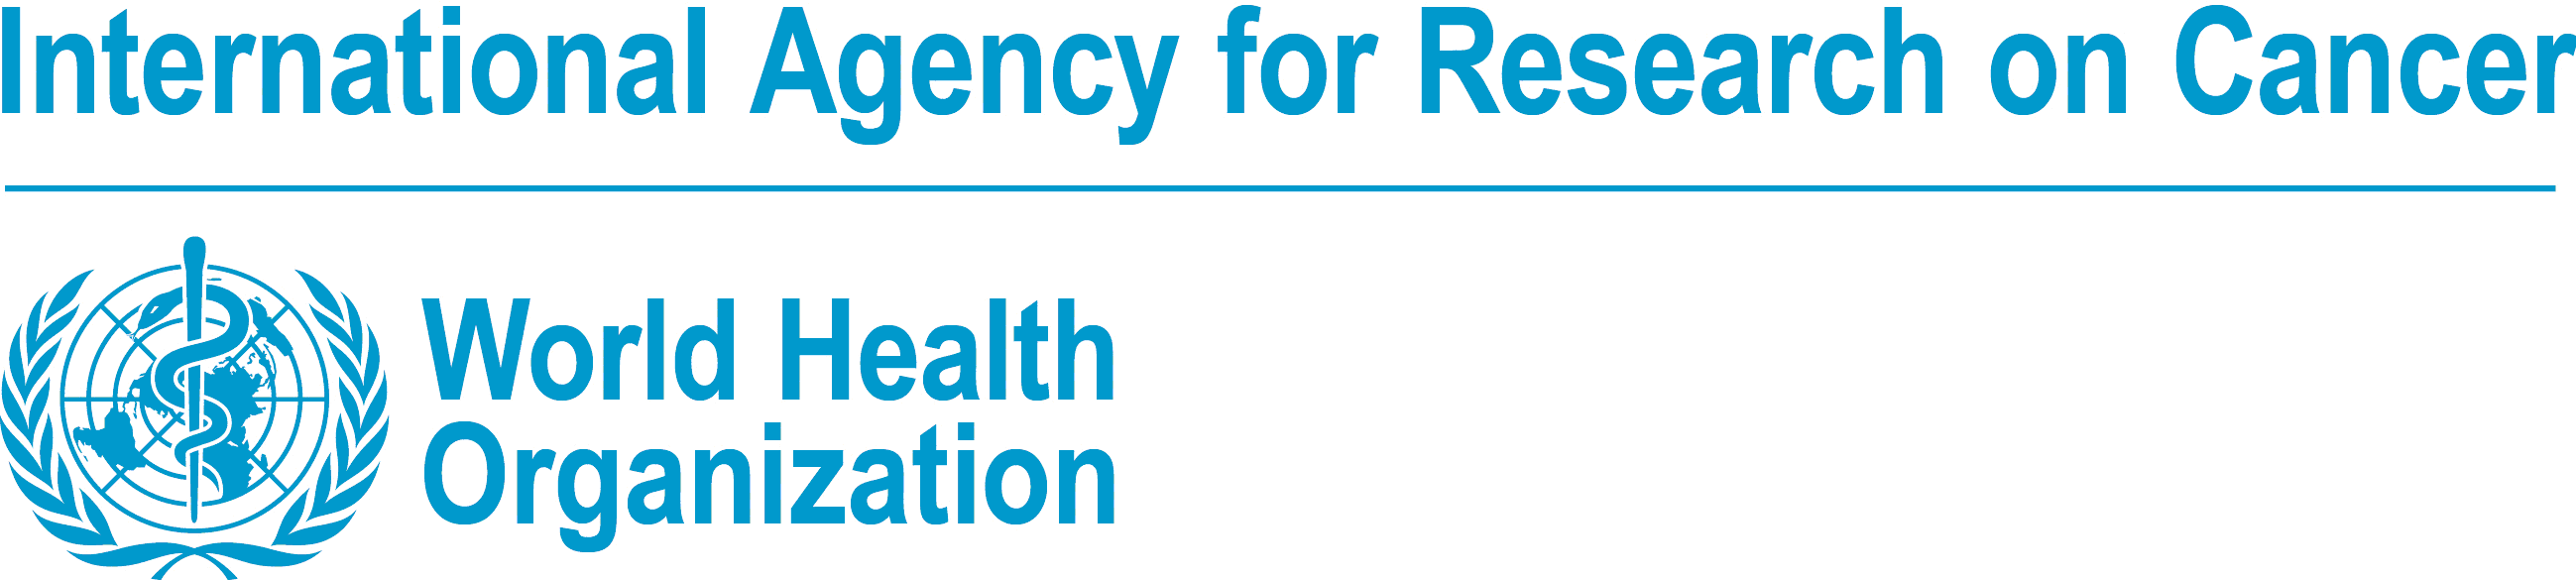 International Agency for Research on Cancer
World Health
Organization